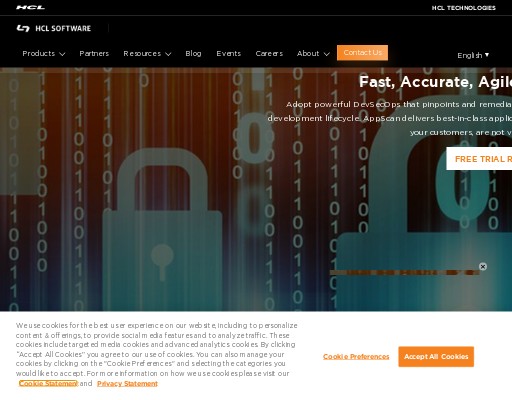 HCL
HCL TECHNOLOGIES
HCL SOFTWARE
Products Partners Resources Blog Events Careers About Contact Us
English ▼
Fast, Accurate, Agile
Adopt powerful DevSecOps that pinpoints and remedia
development lifecycle. AppScan delivers best-in-class applic
your customers, are not v
FREE TRIAL R
We use cookies for the best user experience on our website, including to personalize
content & offerings, to provide social media features and to analyze traffic. These
cookies include targeted media cookies and advanced analytics cookies. By clicking
"Accept All Cookies" you agree to our use of cookies. You can also manage your
cookies by clicking on the "Cookie Preferences" and selecting the categories you
would like to accept. For more information on how we use cookies please visit our
Cookie Statement and Privacy Statement
Cookie Preferences
Accept All Cookies